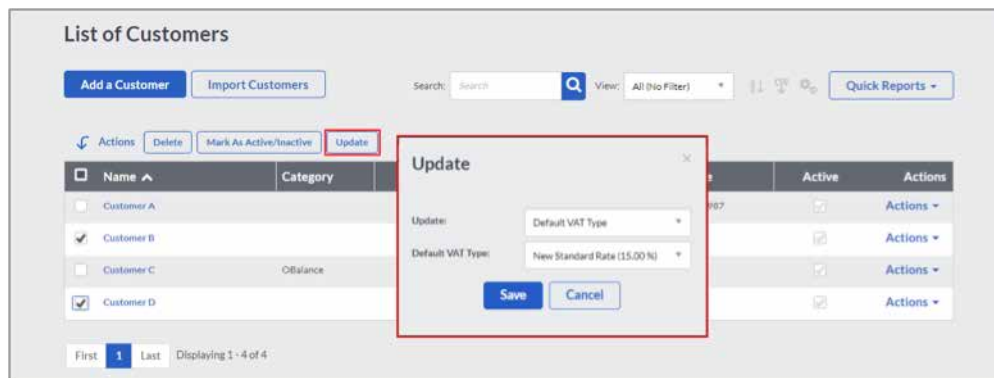 List of Customers
Add a Customer Import Customers Search: Search View: All (No Filter) Quick Reports
Actions Delete Mark As Active/Inactive Update
Name Category Active Actions
Customer A Actions
Customer B Actions
Customer C OBalance Actions
Customer D Actions
Update
Update: Default VAT Type
Default VAT Type: New Standard Rate (15.00 %)
Save Cancel
First 1 Last Displaying 1 - 4 of 4